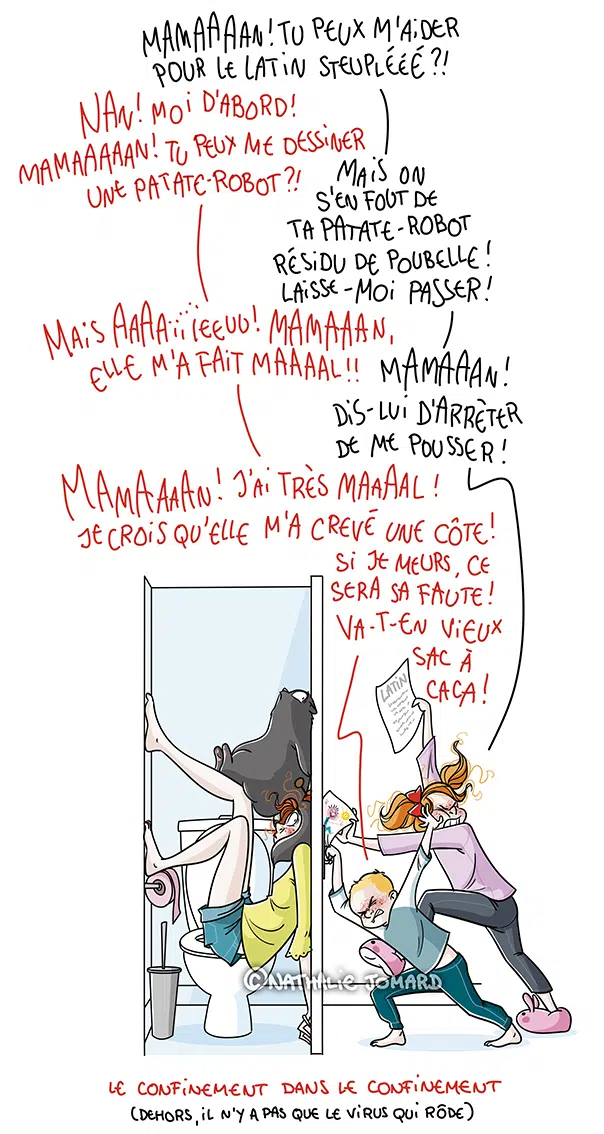 MAMAAAAN! TU PEUX M'AIDER
POUR LE LATIN STEUPLÉÉÉ?!
NAN! MOI D'ABORD!
MAMAAAAAN! TU PEUX ME DESSINER
UNE PATATE-ROBOT?!
MAIS ON
S'EN FOUT DE
TA PATATE-ROBOT
RÉSIDU DE POUBELLE!
LAISSE-MOI PASSER!
MAIS AAAAiii... ÏEEUU! MAMAAAN,
ELLE M'A FAIT MAAAAL!!
MAMAAAN!
DIS-LUI D'ARRÈTER
DE ME POUSSER!
MAMAAAAN! J'AI TRÈS MAAAAL!
JE CROIS QU'ELLE M'A CREVÉ UNE CÔTE!
SI JE MEURS, CE
SERA SA FAUTE!
VA-T-EN VIEUX
SAC À
CACA!
LATIN
©NATHALIE JOMARD
LE CONFINEMENT DANS LE CONFINEMENT
(DEHORS, IL N'Y A PAS QUE LE VIRUS QUI RÔDE)